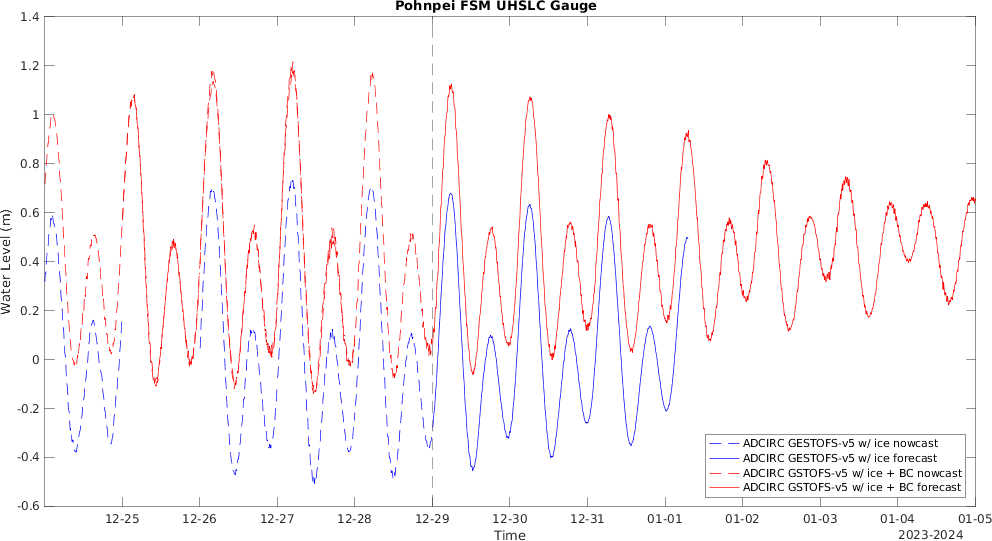 Pohnpei FSM UHSLC Gauge
1.4
1.2
1
0.8
0.6
0.4
0.2
0
-0.2
-0.4
-0.6
Water Level (m)
ADCIRC GESTOFS-v5 w/ ice nowcast
ADCIRC GESTOFS-v5 w/ ice forecast
ADCIRC GSTOFS-v5 w/ ice + BC nowcast
ADCIRC GSTOFS-v5 w/ ice + BC forecast
12-25 12-26 12-27 12-28 12-29 12-30 12-31 01-01 01-02 01-03 01-04 01-05
Time
2023-2024